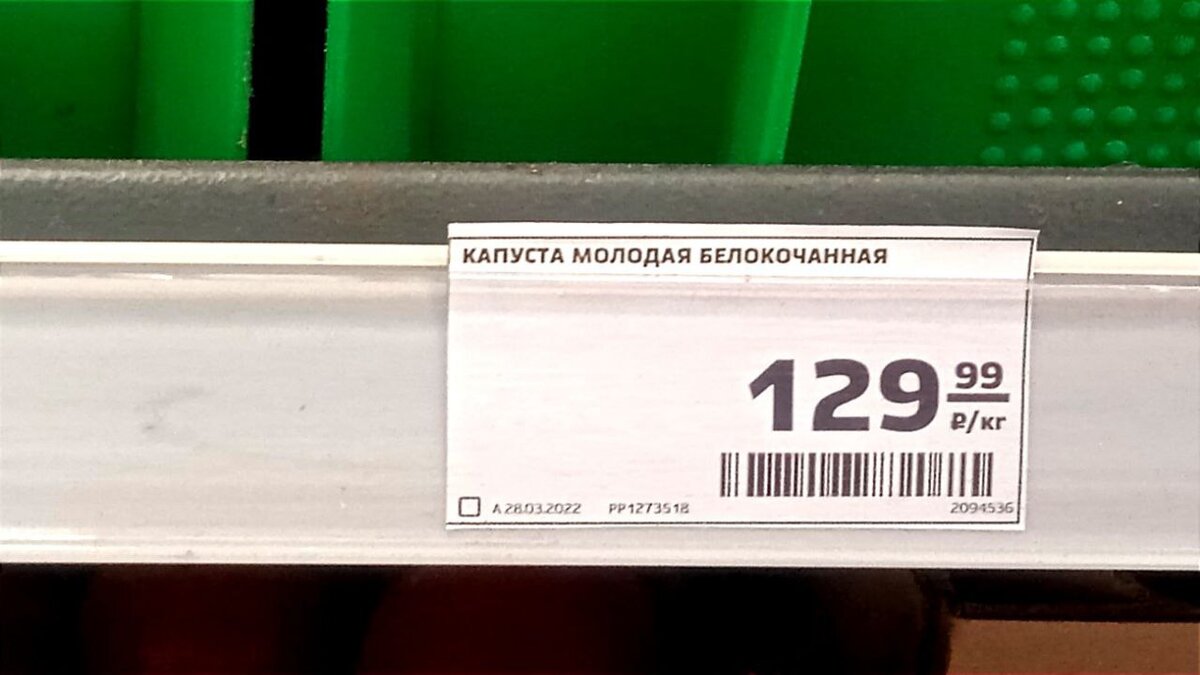 КАПУСТА МОЛОДАЯ БЕЛОКОЧАННАЯ
129 99
₽/кг
А 28.03.2022 РР1273518 2094536